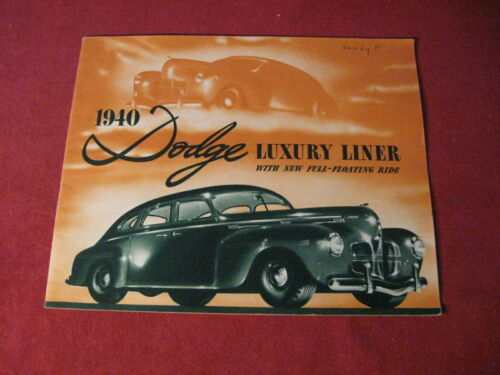 1940 Dodge LUXURY LINER
WITH NEW FULL-FLOATING RIDE